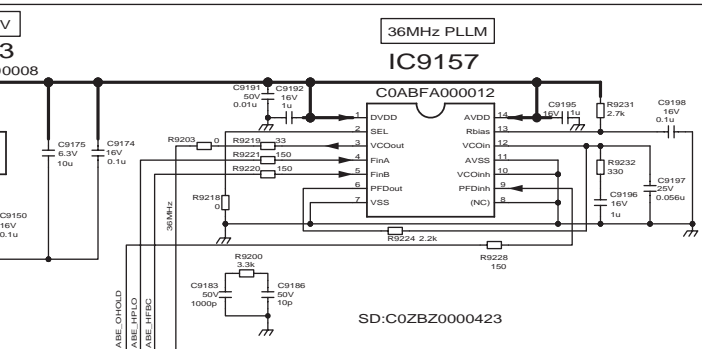 V
3
0008
36MHz PLLM
IC9157
C0ABFA000012
C9191
50V
0.01u
C9192
16V
1u
1
DVDD
AVDD
14
2
SEL
Rbias
13
3
VCOout
VCOin
12
4
FinA
AVSS
11
5
FinB
VCOinh
10
6
PFDout
PFDinh
9
7
VSS
(NC)
8
C9195
16V
1u
R9231
2.7k
C9198
16V
0.1u
R9203
0
R9219
33
R9221
150
R9220
150
R9218
0
C9175
6.3V
10u
C9174
16V
0.1u
C9150
16V
0.1u
36MHz
R9232
330
C9196
16V
1u
C9197
25V
0.056u
R9224 2.2k
R9228
150
R9200
3.3k
C9183
50V
1000p
C9186
50V
10p
ABE_OHOLD
ABE_HPLO
ABE_HFBC
SD:C0ZBZ0000423